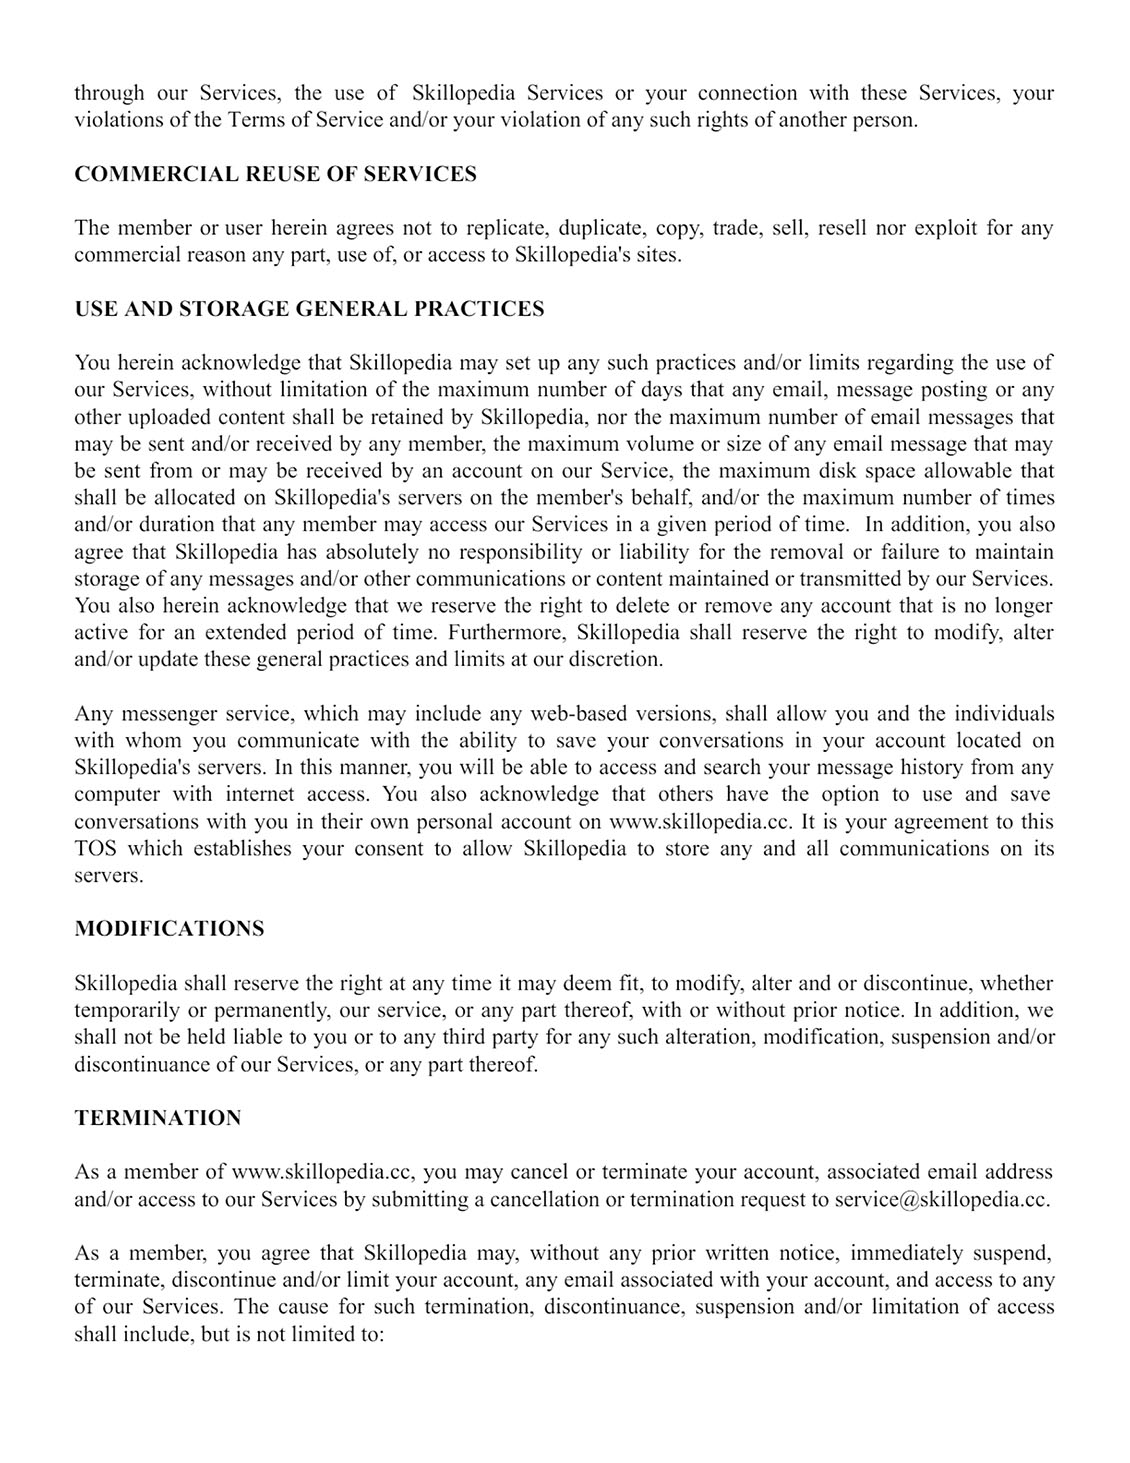 through our Services, the use of Skillopedia Services or your connection with these Services, your
violations of the Terms of Service and/or your violation of any such rights of another person.
COMMERCIAL REUSE OF SERVICES
The member or user herein agrees not to replicate, duplicate, copy, trade, sell, resell nor exploit for any
commercial reason any part, use of, or access to Skillopedia's sites.
USE AND STORAGE GENERAL PRACTICES
You herein acknowledge that Skillopedia may set up any such practices and/or limits regarding the use of
our Services, without limitation of the maximum number of days that any email, message posting or any
other uploaded content shall be retained by Skillopedia, nor the maximum number of email messages that
may be sent and/or received by any member, the maximum volume or size of any email message that may
be sent from or may be received by an account on our Service, the maximum disk space allowable that
shall be allocated on Skillopedia's servers on the member's behalf, and/or the maximum number of times
and/or duration that any member may access our Services in a given period of time. In addition, you also
agree that Skillopedia has absolutely no responsibility or liability for the removal or failure to maintain
storage of any messages and/or other communications or content maintained or transmitted by our Services.
You also herein acknowledge that we reserve the right to delete or remove any account that is no longer
active for an extended period of time. Furthermore, Skillopedia shall reserve the right to modify, alter
and/or update these general practices and limits at our discretion.
Any messenger service, which may include any web-based versions, shall allow you and the individuals
with whom you communicate with the ability to save your conversations in your account located on
Skillopedia's servers. In this manner, you will be able to access and search your message history from any
computer with internet access. You also acknowledge that others have the option to use and save
conversations with you in their own personal account on www.skillopedia.cc. It is your agreement to this
TOS which establishes your consent to allow Skillopedia to store any and all communications on its
servers.
MODIFICATIONS
Skillopedia shall reserve the right at any time it may deem fit, to modify, alter and or discontinue, whether
temporarily or permanently, our service, or any part thereof, with or without prior notice. In addition, we
shall not be held liable to you or to any third party for any such alteration, modification, suspension and/or
discontinuance of our Services, or any part thereof.
TERMINATION
As a member of www.skillopedia.cc, you may cancel or terminate your account, associated email address
and/or access to our Services by submitting a cancellation or termination request to service@skillopedia.cc.
As a member, you agree that Skillopedia may, without any prior written notice, immediately suspend,
terminate, discontinue and/or limit your account, any email associated with your account, and access to any
of our Services. The cause for such termination, discontinuance, suspension and/or limitation of access
shall include, but is not limited to: